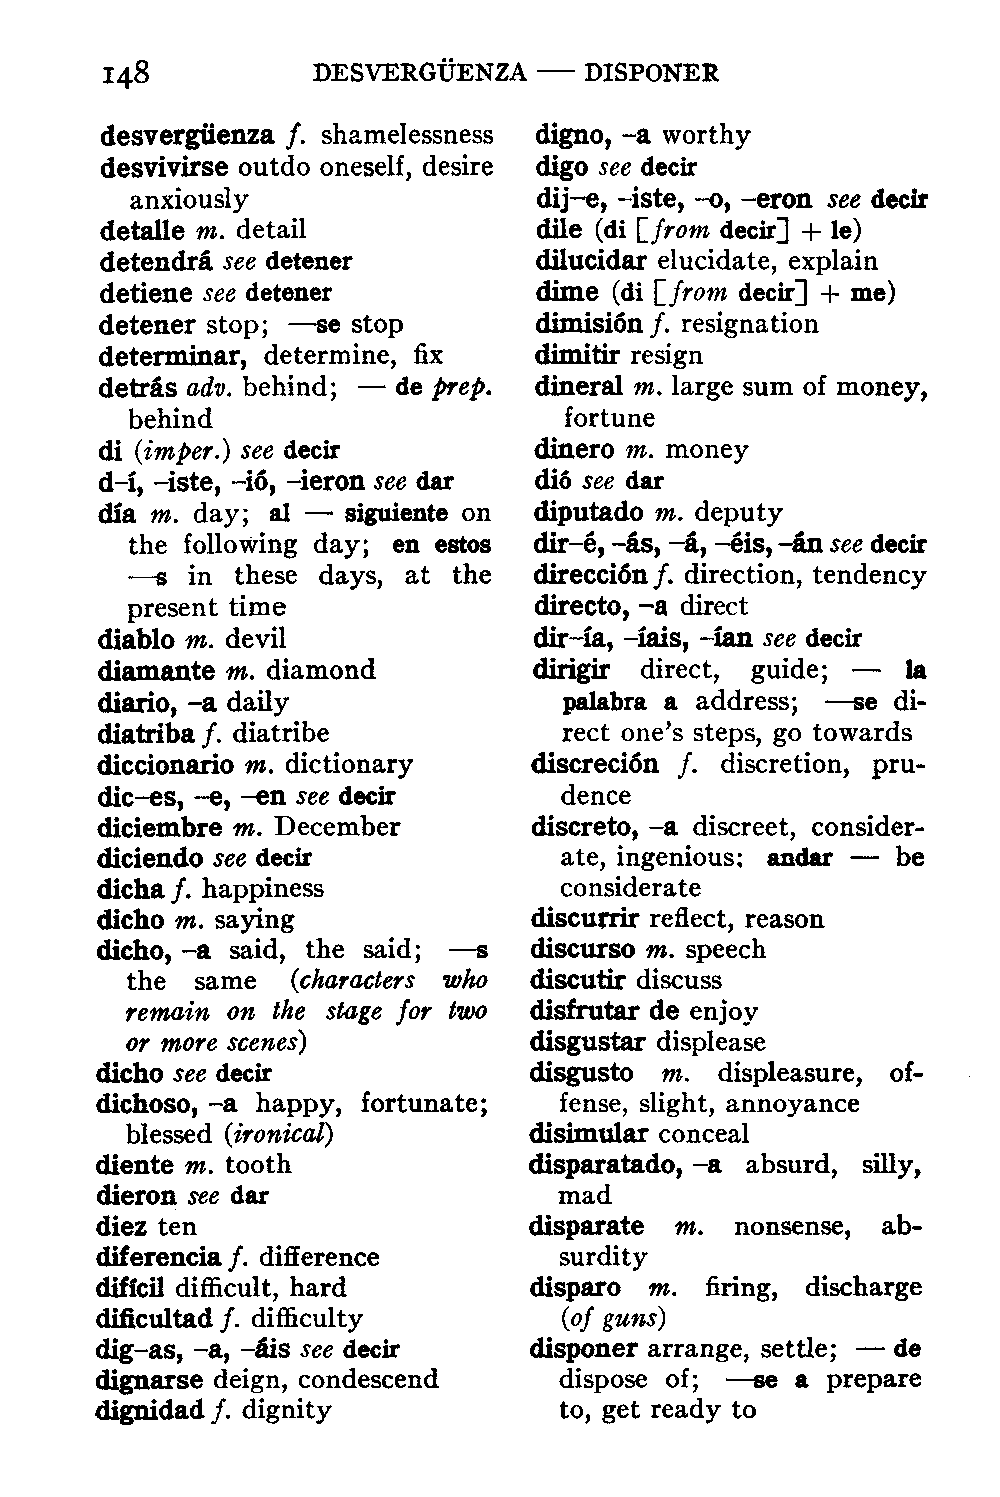 148 DESVERGÜENZA — DISPONER
desvergüenza f. shamelessness
desvivirse outdo oneself, desire
anxiously
detalle m. detail
detendrá see detener
detiene see detener
detener stop; —se stop
determinar, determine, fix
detrás adv. behind; — de prep.
behind
di (imper.) see decir
d-í, -iste, -ió, -ieron see dar
día m. day; al — siguiente on
the following day; en estos
—s in these days, at the
present time
diablo m. devil
diamante m. diamond
diario, -a daily
diatriba f. diatribe
diccionario m. dictionary
dic-es, -e, -en see decir
diciembre m. December
diciendo see decir
dicha f. happiness
dicho m. saying
dicho, -a said, the said; —s
the same (characters who
remain on the stage for two
or more scenes)
dicho see decir
dichoso, -a happy, fortunate;
blessed (ironical)
diente m. tooth
dieron see dar
diez ten
diferencia f. difference
difícil difficult, hard
dificultad f. difficulty
dig-as, -a, -áis see decir
dignarse deign, condescend
dignidad f. dignity
digno, -a worthy
digo see decir
dij-e, -iste, -o, -eron see decir
dile (di [from decir] + le)
dilucidar elucidate, explain
dime (di [from decir] + me)
dimisión f. resignation
dimitir resign
dineral m. large sum of money,
fortune
dinero m. money
dió see dar
diputado m. deputy
dir-é, -ás, -á, -éis, -án see decir
dirección f. direction, tendency
directo, -a direct
dir-ía, -íais, -ían see decir
dirigir direct, guide; — la
palabra a address; —se di-
rect one's steps, go towards
discreción f. discretion, pru-
dence
discreto, -a discreet, consider-
ate, ingenious; andar — be
considerate
discurrir reflect, reason
discurso m. speech
discutir discuss
disfrutar de enjoy
disgustar displease
disgusto m. displeasure, of-
fense, slight, annoyance
disimular conceal
disparatado, -a absurd, silly,
mad
disparate m. nonsense, ab-
surdity
disparo m. firing, discharge
(of guns)
disponer arrange, settle; — de
dispose of; —se a prepare
to, get ready to